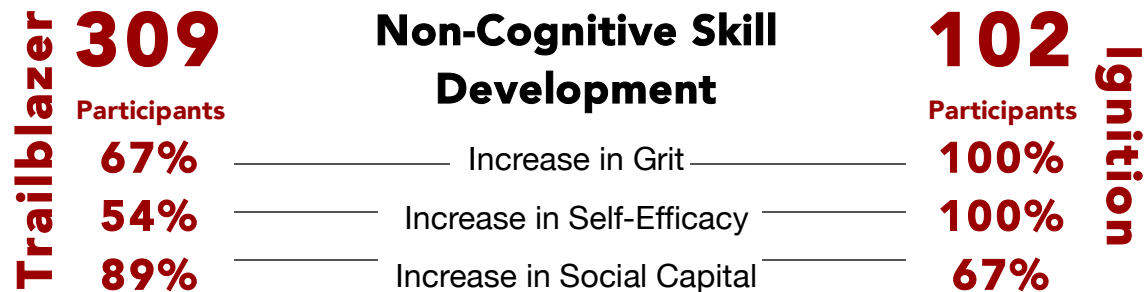 Trailblazer
309
Participants
Non-Cognitive Skill
Development
102
Participants
Ignition
67% Increase in Grit 100%
54% Increase in Self-Efficacy 100%
89% Increase in Social Capital 67%